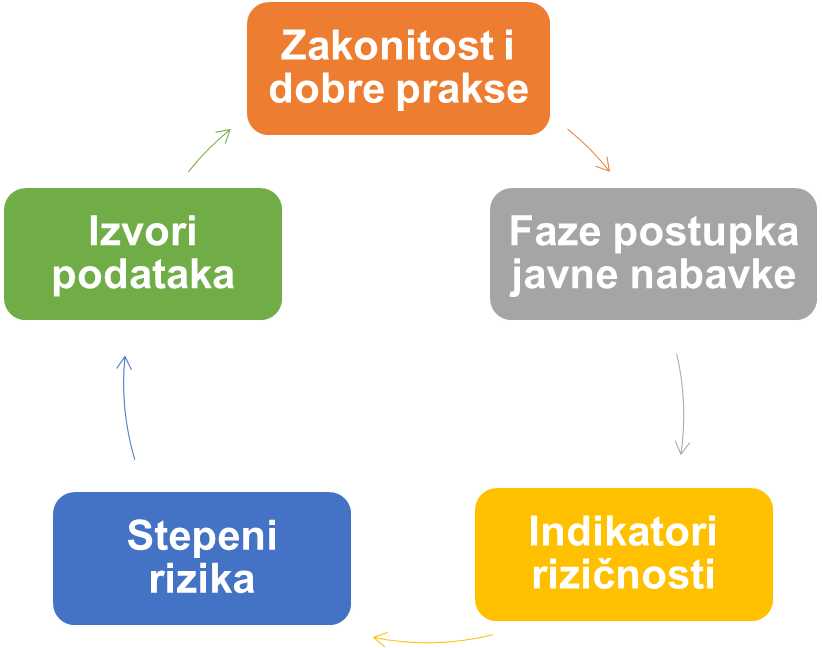 Zakonitost i
dobre prakse
Izvori
podataka
Faze postupka
javne nabavke
Stepeni
rizika
Indikatori
rizičnosti